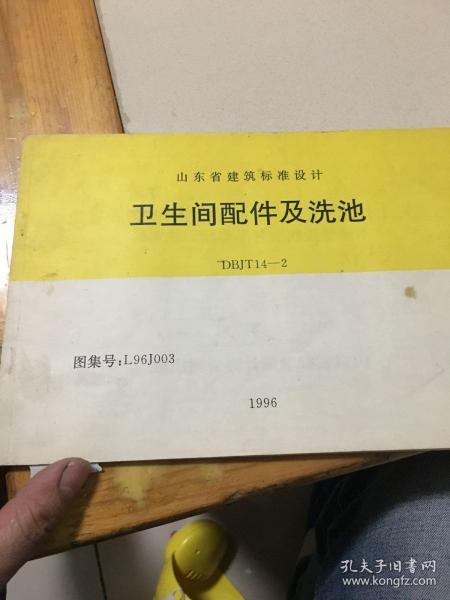 山东省建筑标准设计
卫生间配件及洗池
DBJT14—2
图集号:L96J003
1996
孔夫子旧书网
www.kongfz.com